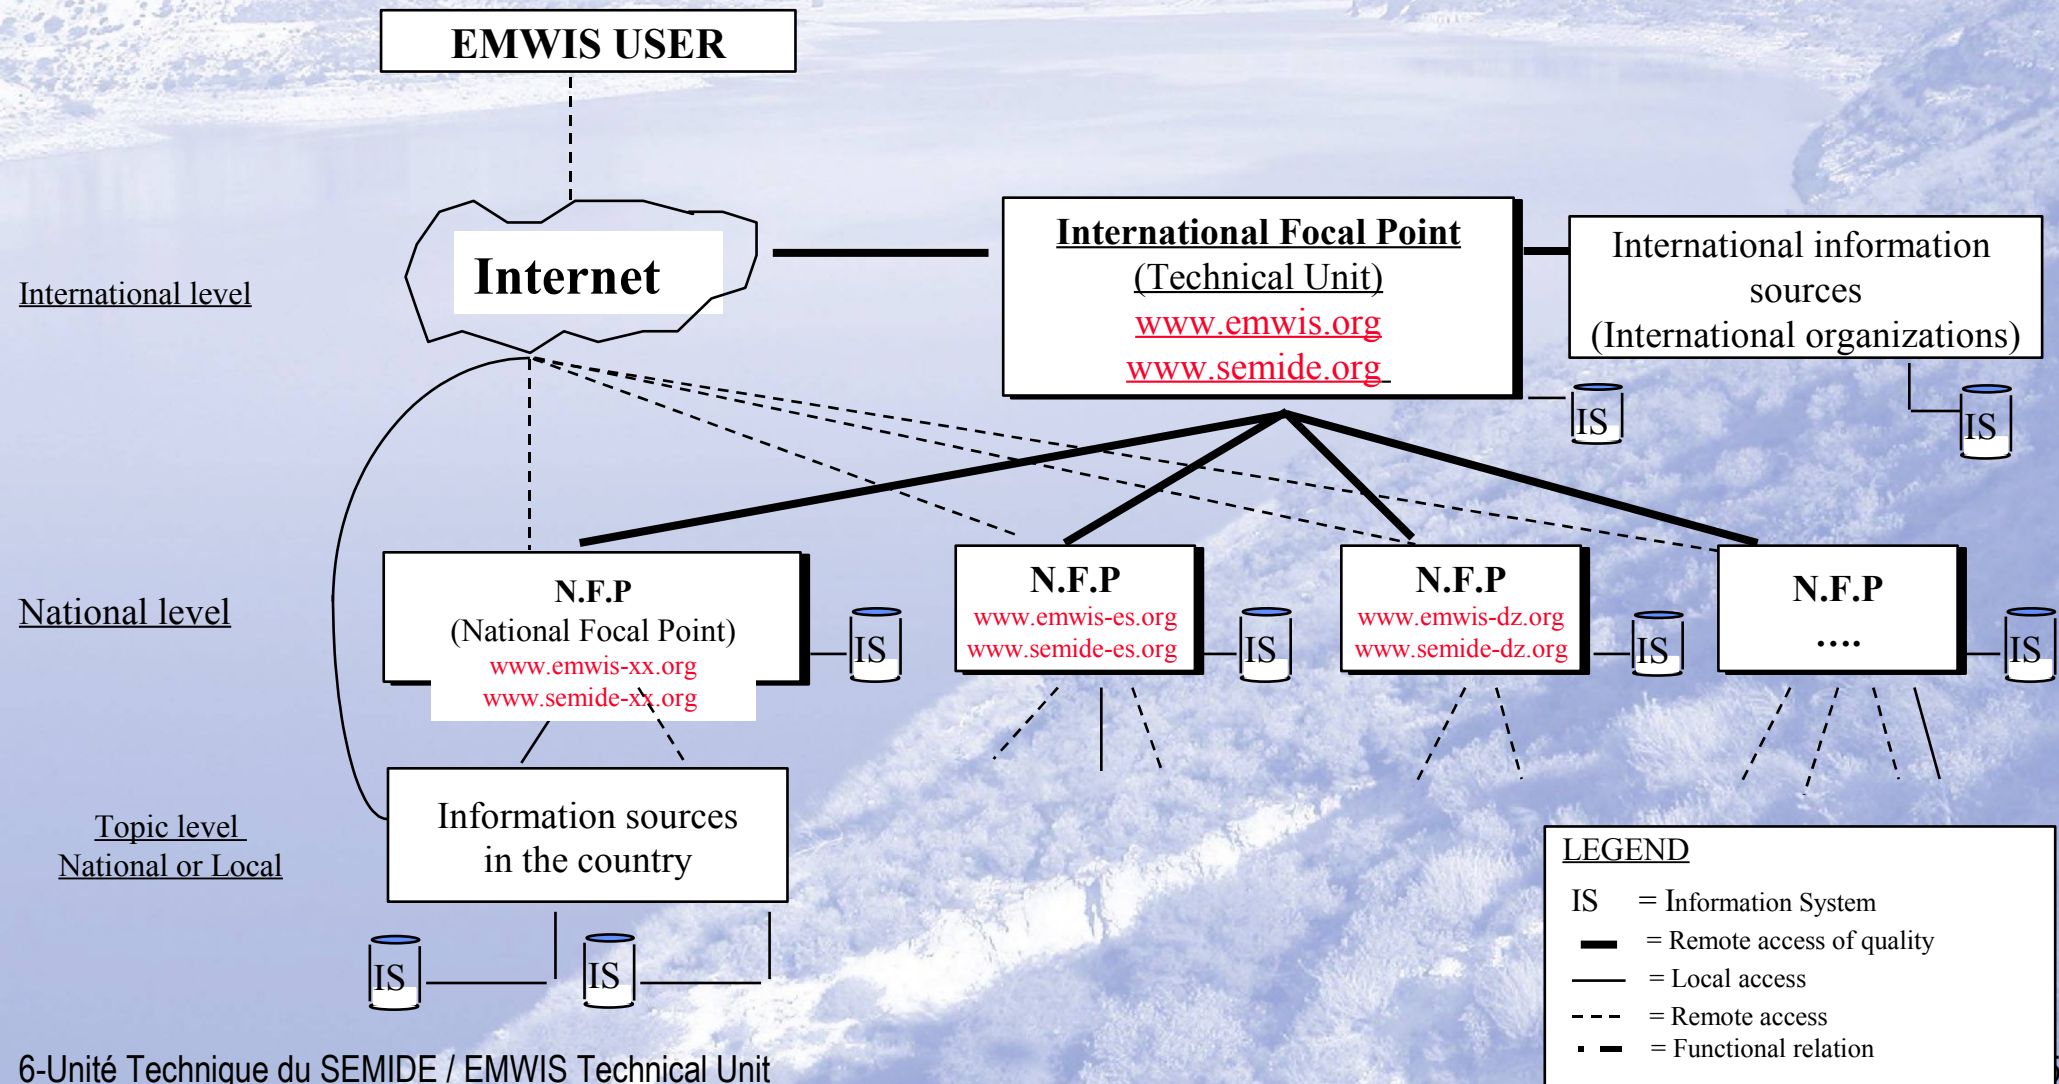 EMWIS USER
Internet
International Focal Point
(Technical Unit)
www.emwis.org
www.semide.org
International information
sources
(International organizations)
International level
IS
IS
National level
N.F.P
(National Focal Point)
www.emwis-xx.org
www.semide-xx.org
IS
N.F.P
www.emwis-es.org
www.semide-es.org
IS
N.F.P
www.emwis-dz.org
www.semide-dz.org
IS
N.F.P
....
IS
Topic level
National or Local
Information sources
in the country
IS
IS
LEGEND
IS = Information System
= Remote access of quality
= Local access
= Remote access
= Functional relation
6-Unité Technique du SEMIDE / EMWIS Technical Unit